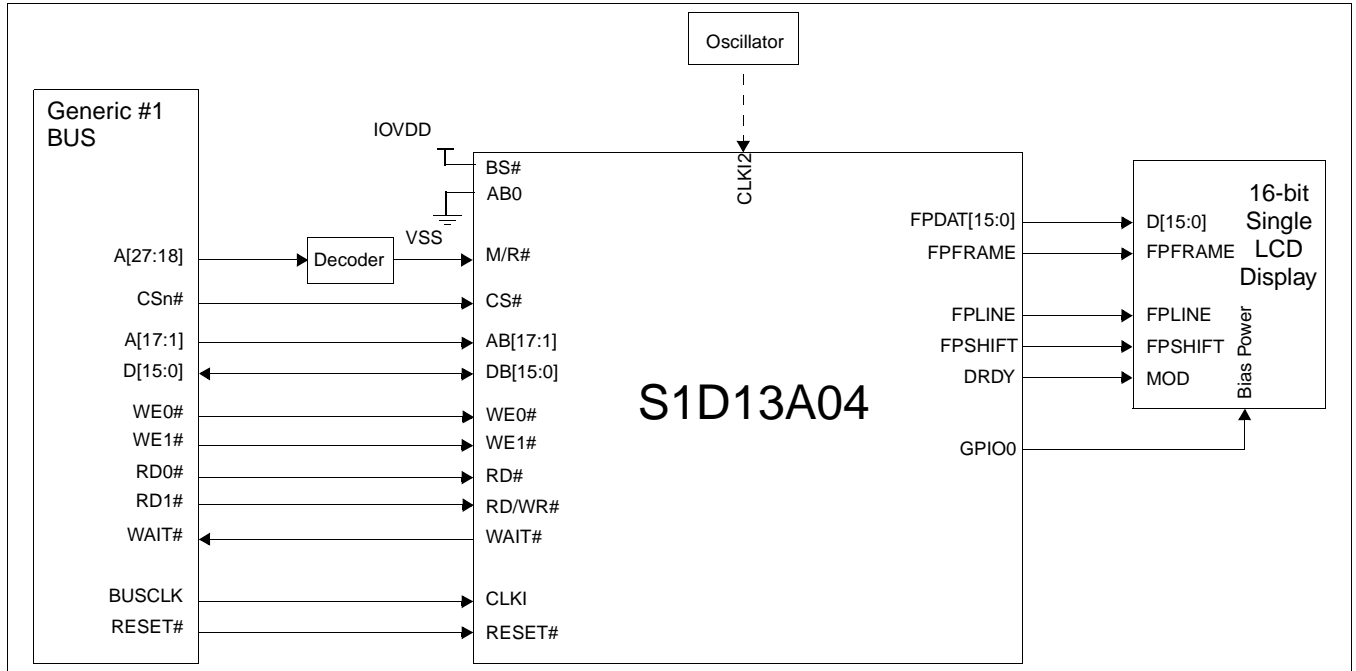 Oscillator
Generic #1
BUS
IOVDD
BS#
AB0
VSS
CLKI2
A[27:18]
Decoder
M/R#
CSn#
CS#
A[17:1]
AB[17:1]
D[15:0]
DB[15:0]
WE0#
WE0#
WE1#
WE1#
RD0#
RD#
RD1#
RD/WR#
WAIT#
WAIT#
BUSCLK
CLKI
RESET#
RESET#
S1D13A04
FPDAT[15:0]
FPFRAME
FPLINE
FPSHIFT
DRDY
GPIO0
D[15:0]
FPFRAME
FPLINE
FPSHIFT
MOD
16-bit
Single
LCD
Display
Bias Power